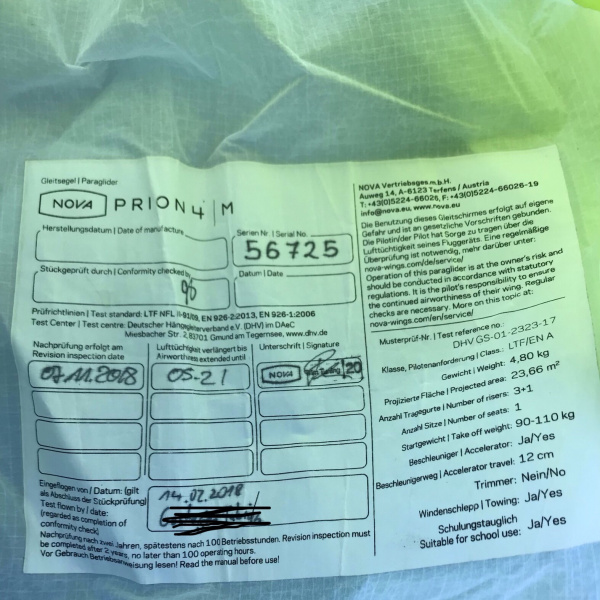 Gleitsegel | Paraglider
NOVA PRION 4 | M
Herstellungsdatum | Date of manufacture
Serien Nr. | Serial No.
56725
Stückgeprüft durch | Conformity checked by
Datum | Date
Prüfrichtlinien | Test standard: LTF NFL II-91/09, EN 926-2:2013, EN 926-1:2006
Test Center | Test centre: Deutscher Hängegleiterverband e.V. (DHV) im DAeC
Miesbacher Str. 2, 83701 Gmund am Tegernsee, www.dhv.de
Nachprüfung erfolgt am
Revision inspection date
Lufttüchtigkeit verlängert bis
Airworthiness extended until
Unterschrift | Signature
07.11.2018
05-21
NOVA
20
Eingeflogen von / Datum: (gilt
als Abschluss der Stückprüfung)
Test flown by / date:
(regarded as completion of
conformity check)
14.02.2018
Nachprüfung nach zwei Jahren, spätestens nach 100 Betriebsstunden. Revision inspection must
be completed after 2 years, no later than 100 operating hours.
Vor Gebrauch Betriebsanweisung lesen! Read the manual before use!
NOVA Vertriebsges.m.b.H.
Auweg 14, A-6123 Terfens / Austria
T: +43(0)5224-66026, F: +43(0)5224-66026-19
info@nova.eu, www.nova.eu
Die Benutzung dieses Gleitschirmes erfolgt auf eigene
Gefahr und ist an gesetzliche Vorschriften gebunden.
Die Pilotin/der Pilot hat Sorge zu tragen über die
Lufttüchtigkeit seines Fluggeräts. Eine regelmäßige
Überprüfung ist notwendig, mehr darüber unter:
nova-wings.com/de/service/
Operation of this paraglider is at the owner's risk and
should be conducted in accordance with statutory
regulations. It is the pilot's responsibility to ensure
the continued airworthiness of their wing. Regular
checks are necessary. More on this topic at:
nova-wings.com/en/service/
Musterprüf-Nr. | Test reference no.:
DHV GS-01-2323-17
Klasse, Pilotenanforderung | Class.: LTF/EN A
Gewicht | Weight: 4,80 kg
Projizierte Fläche | Projected area: 23,66 m²
Anzahl Tragegurte | Number of risers: 3+1
Anzahl Sitze | Number of seats: 1
Startgewicht | Take off weight: 90-110 kg
Beschleuniger | Accelerator: Ja/Yes
Beschleunigerweg | Accelerator travel: 12 cm
Trimmer: Nein/No
Windenschlepp | Towing: Ja/Yes
Schulungstauglich
Suitable for school use: Ja/Yes